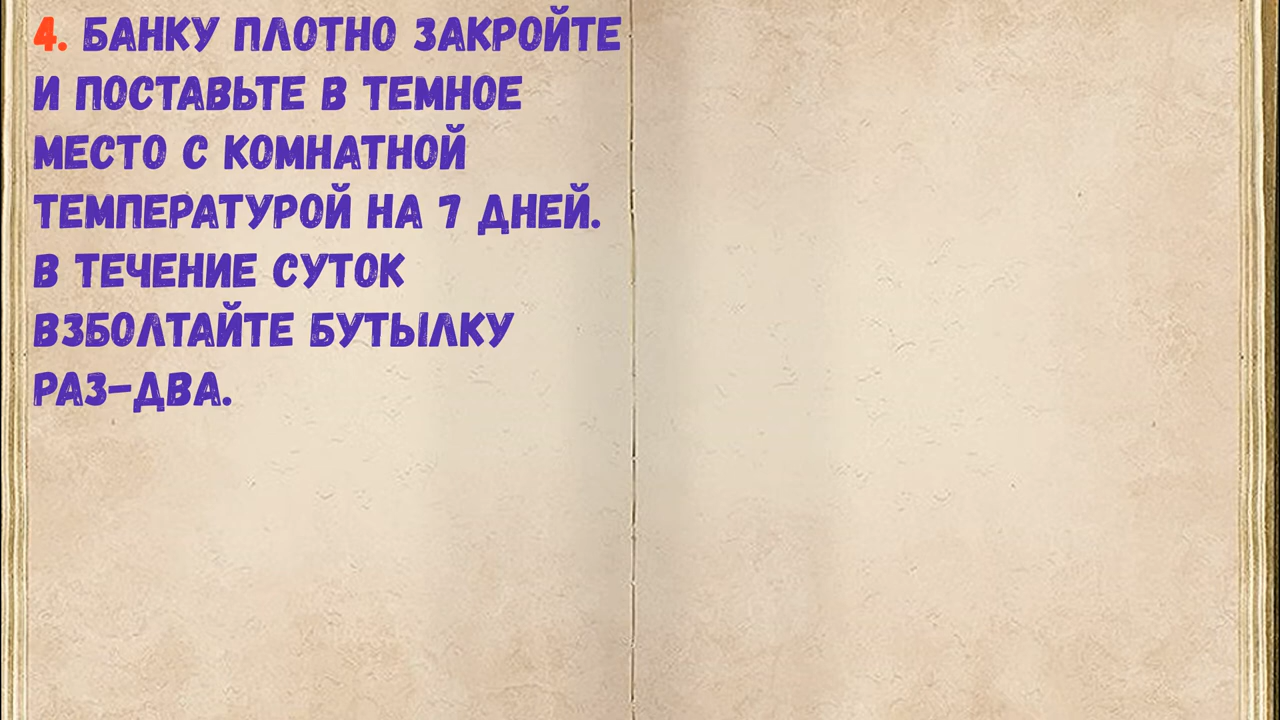 4. БАНКУ ПЛОТНО ЗАКРОЙТЕ
И ПОСТАВЬТЕ В ТЕМНОЕ
МЕСТО С КОМНАТНОЙ
ТЕМПЕРАТУРОЙ НА 7 ДНЕЙ.
В ТЕЧЕНИЕ СУТОК
ВЗБОЛТАЙТЕ БУТЫЛКУ
РАЗ-ДВА.